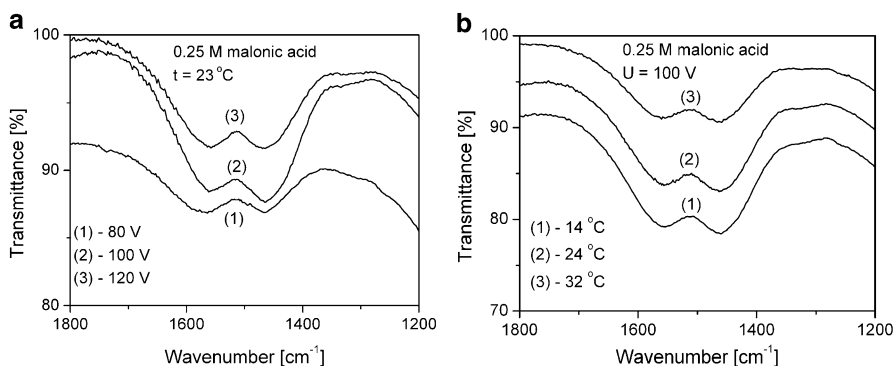 a
100
90
80
Transmittance [%]
0.25 M malonic acid
t = 23 °C
(3)
(2)
(1)
(1) - 80 V
(2) - 100 V
(3) - 120 V
1800
1600
1400
1200
Wavenumber [cm⁻¹]
b
100
90
80
70
Transmittance [%]
0.25 M malonic acid
U = 100 V
(3)
(2)
(1)
(1) - 14 °C
(2) - 24 °C
(3) - 32 °C
1800
1600
1400
1200
Wavenumber [cm⁻¹]